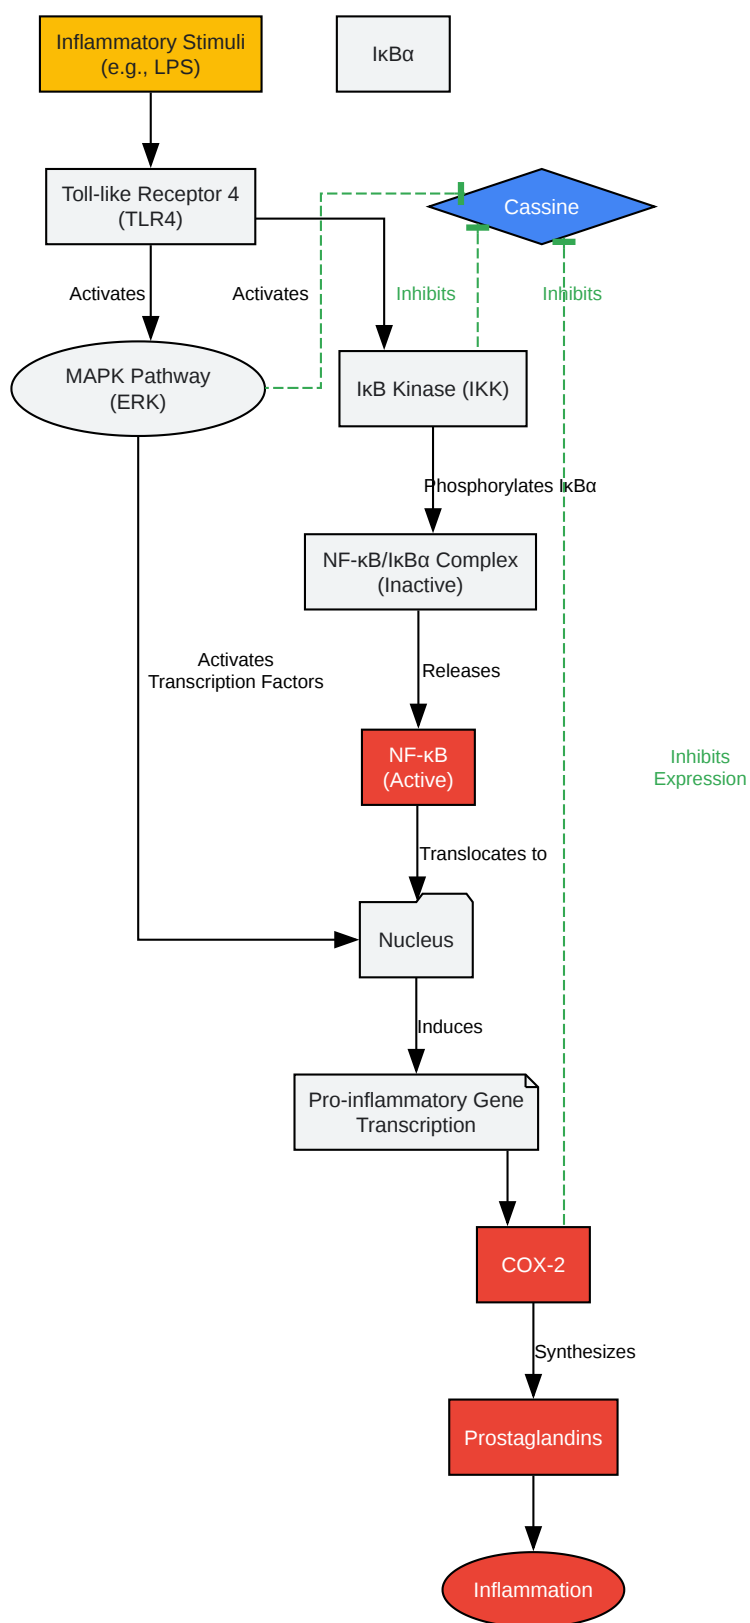 Inflammatory Stimuli
(e.g., LPS)
IκBα
Toll-like Receptor 4
(TLR4)
Cassine
Activates
Activates
Inhibits
Inhibits
MAPK Pathway
(ERK)
IκB Kinase (IKK)
Phosphorylates IκBα
NF-κB/IκBα Complex
(Inactive)
Activates
Transcription Factors
Releases
NF-κB
(Active)
Inhibits
Expression
Translocates to
Nucleus
Induces
Pro-inflammatory Gene
Transcription
COX-2
Synthesizes
Prostaglandins
Inflammation